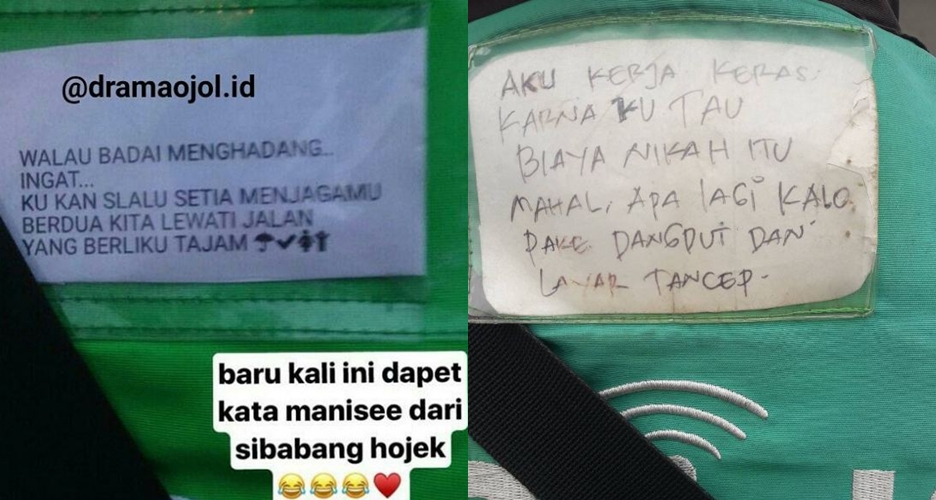 @dramaojol.id
WALAU BADAI MENGHADANG..
INGAT...
KU KAN SLALU SETIA MENJAGAMU
BERDUA KITA LEWATI JALAN
YANG BERLIKU TAJAM
baru kali ini dapet
kata manisee dari
sibabang hojek
😂😂😂❤️
AKU KERJA KERAS
KARNA KU TAU
BIAYA NIKAH ITU
MAHAL, APA LAGI KALO
PAKE DANGDUT DAN
LAYAR TANCEP.